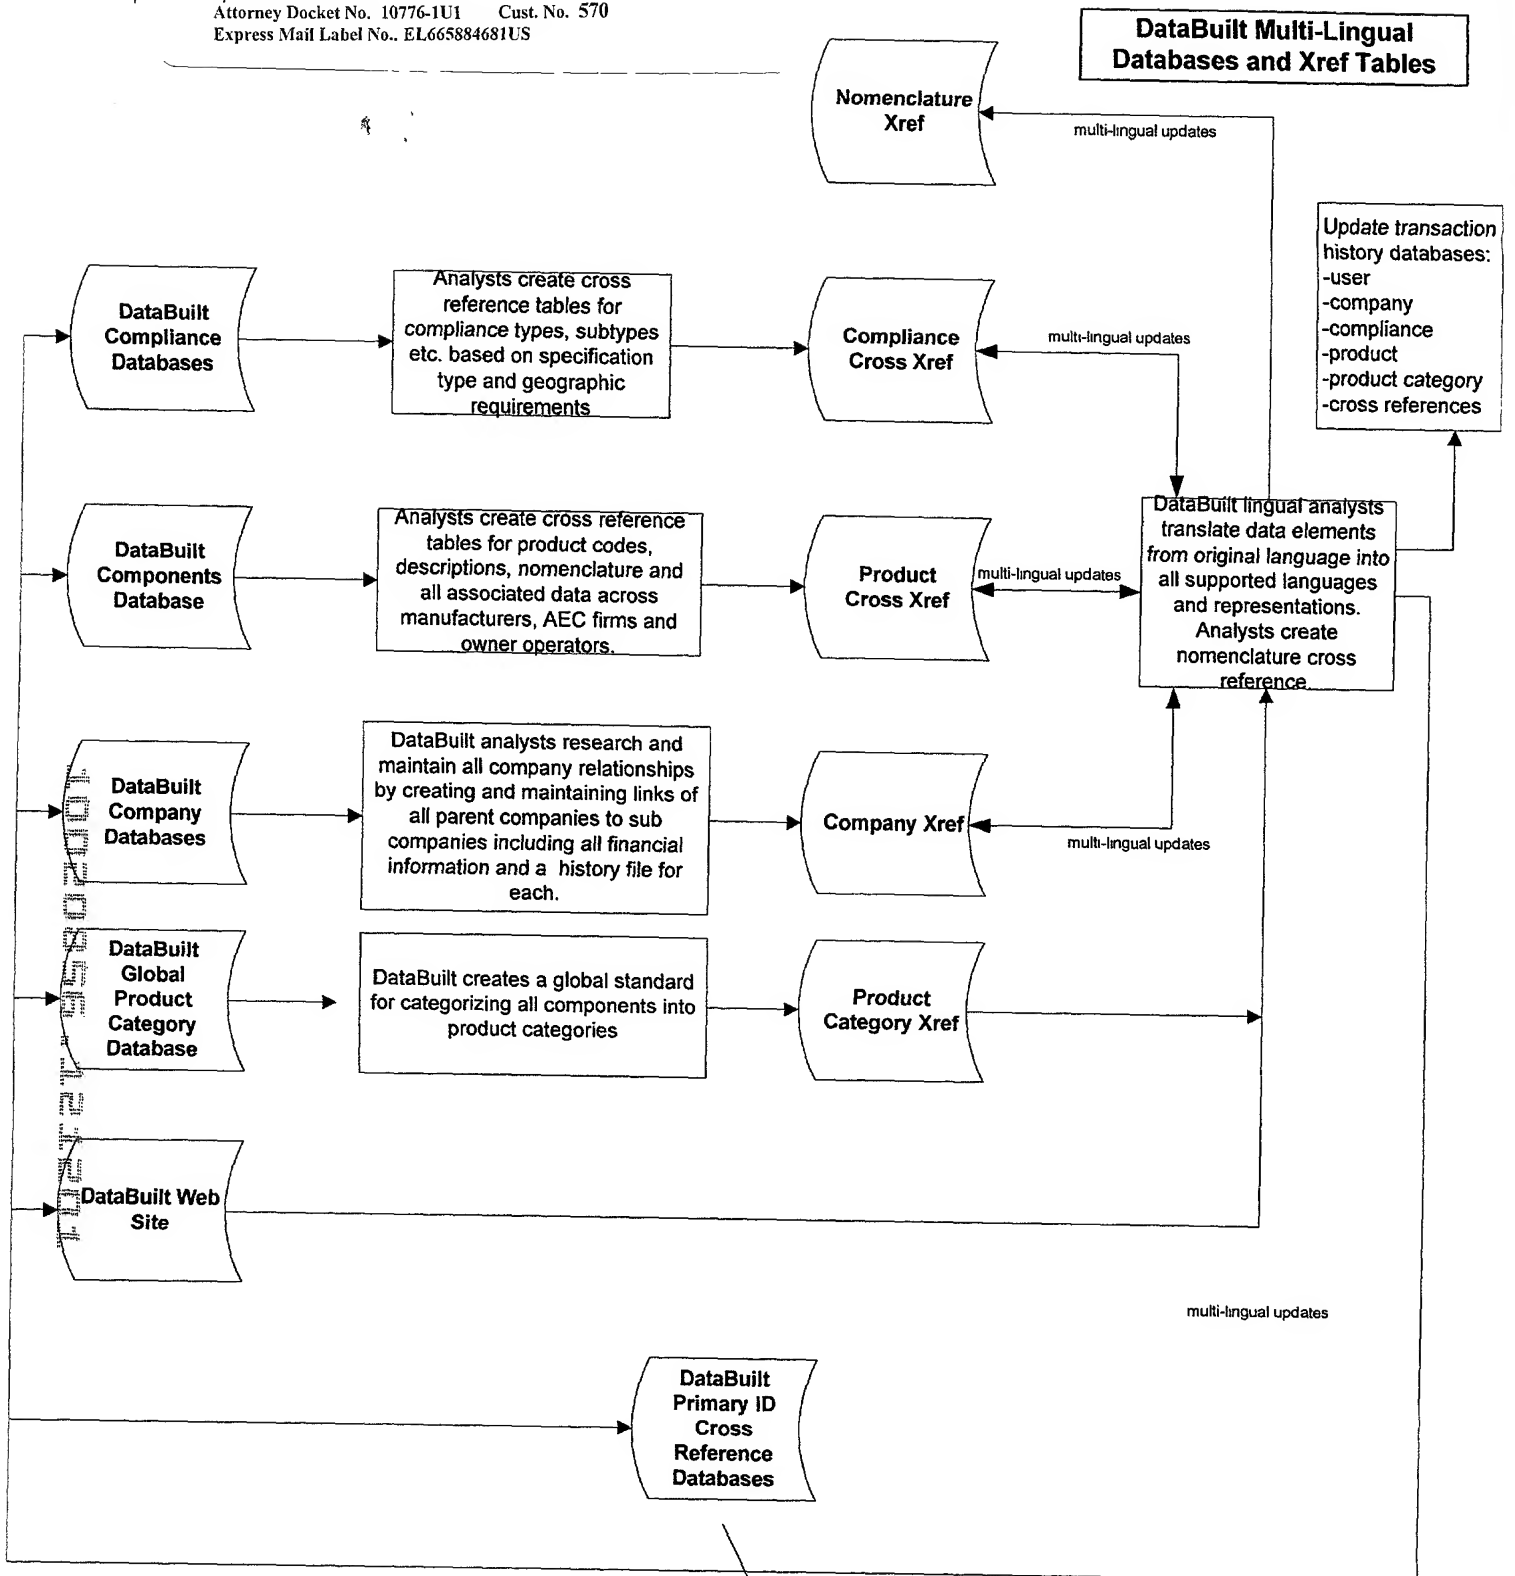 Attorney Docket No. 10776-1U1 Cust. No. 570
Express Mail Label No.. EL665884681US
DataBuilt Multi-Lingual
Databases and Xref Tables
Nomenclature
Xref
multi-lingual updates
Update transaction
history databases:
-user
-company
-compliance
-product
-product category
-cross references
DataBuilt
Compliance
Databases
Analysts create cross
reference tables for
compliance types, subtypes
etc. based on specification
type and geographic
requirements
Compliance
Cross Xref
multi-lingual updates
DataBuilt
Components
Database
Analysts create cross reference
tables for product codes,
descriptions, nomenclature and
all associated data across
manufacturers, AEC firms and
owner operators.
Product
Cross Xref
multi-lingual updates
DataBuilt lingual analysts
translate data elements
from original language into
all supported languages
and representations.
Analysts create
nomenclature cross
reference.
DataBuilt
Company
Databases
DataBuilt analysts research and
maintain all company relationships
by creating and maintaining links of
all parent companies to sub
companies including all financial
information and a history file for
each.
Company Xref
multi-lingual updates
DataBuilt
Global
Product
Category
Database
DataBuilt creates a global standard
for categorizing all components into
product categories
Product
Category Xref
DataBuilt Web
Site
multi-lingual updates
DataBuilt
Primary ID
Cross
Reference
Databases